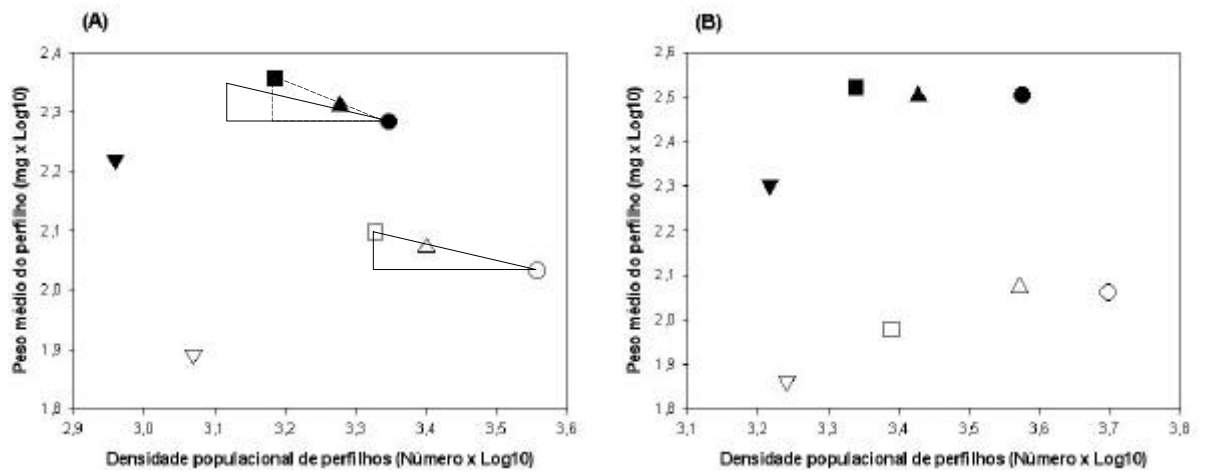 (A)
Peso médio do perfilho (mg x Log10)
2,4
2,3
2,2
2,1
2,0
1,9
1,8
2,9 3,0 3,1 3,2 3,3 3,4 3,5 3,6
Densidade populacional de perfilhos (Número x Log10)
(B)
Peso médio do perfilho (mg x Log10)
2,6
2,5
2,4
2,3
2,2
2,1
2,0
1,9
1,8
3,1 3,2 3,3 3,4 3,5 3,6 3,7 3,8
Densidade populacional de perfilhos (Número x Log10)